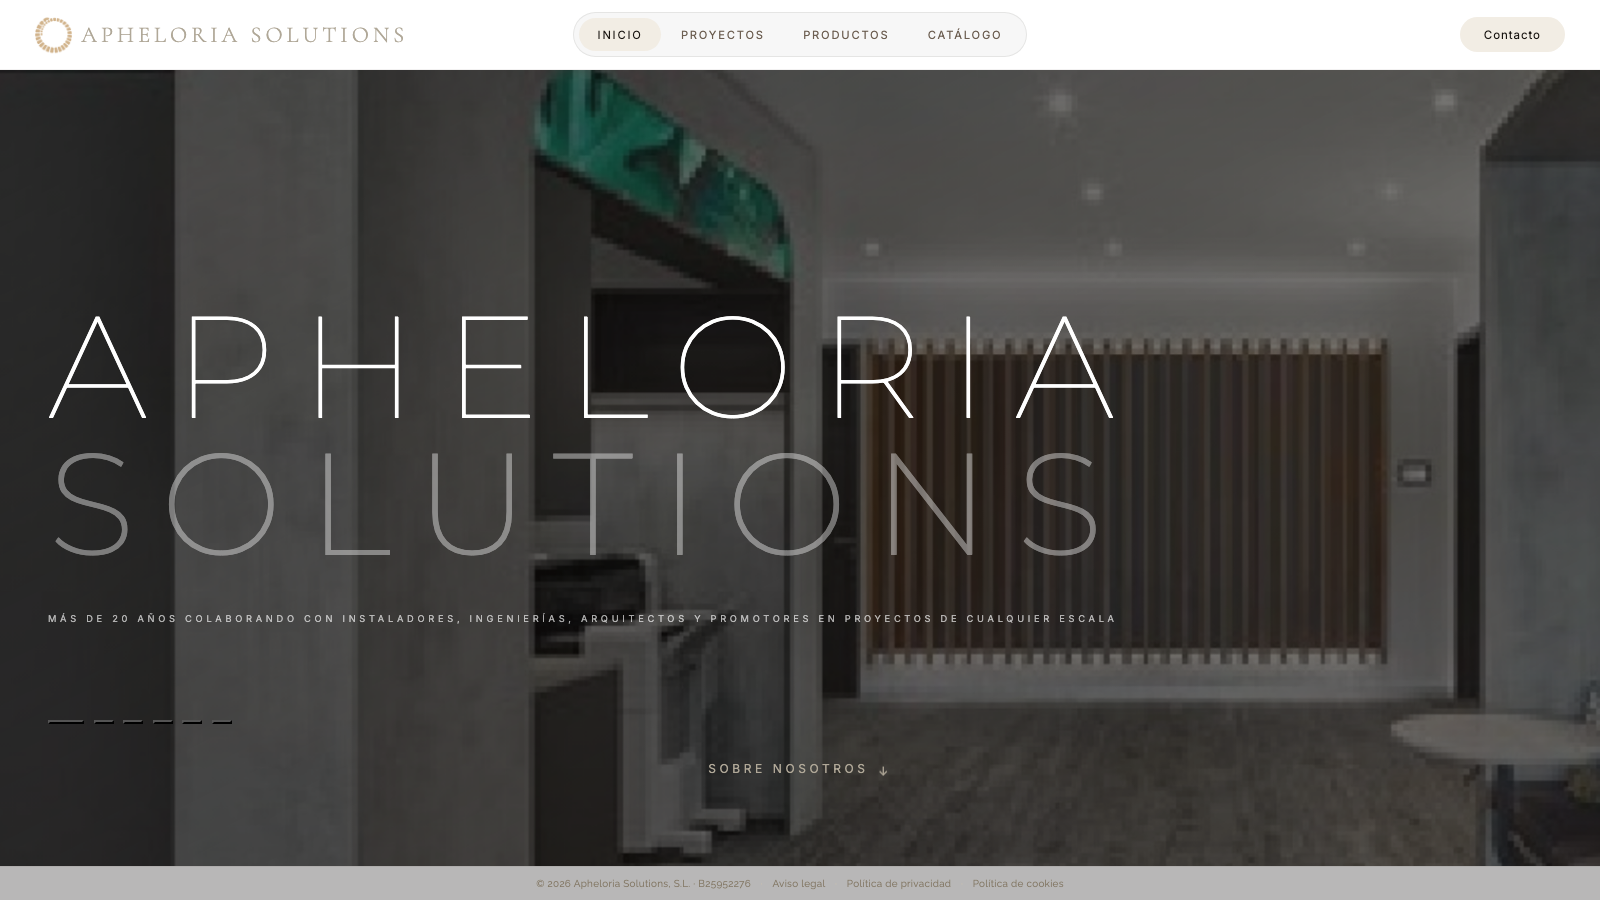 APHELORIA SOLUTIONS
INICIO
PROYECTOS
PRODUCTOS
CATÁLOGO
Contacto
APHELORIA
SOLUTIONS
MÁS DE 20 AÑOS COLABORANDO CON INSTALADORES, INGENIERÍAS, ARQUITECTOS Y PROMOTORES EN PROYECTOS DE CUALQUIER ESCALA
SOBRE NOSOTROS ↓
© 2026 Apheloria Solutions, S.L. · B25952276 Aviso legal Política de privacidad Política de cookies